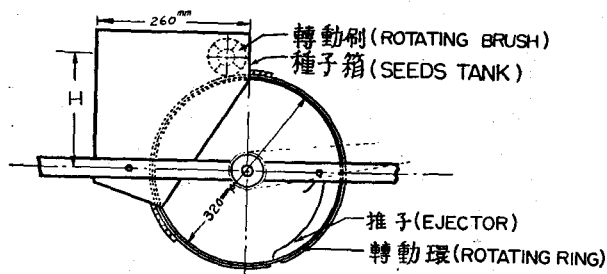 260mm
轉動刷(ROTATING BRUSH)
種子箱(SEEDS TANK)
H
320mm
推子(EJECTOR)
轉動環(ROTATING RING)